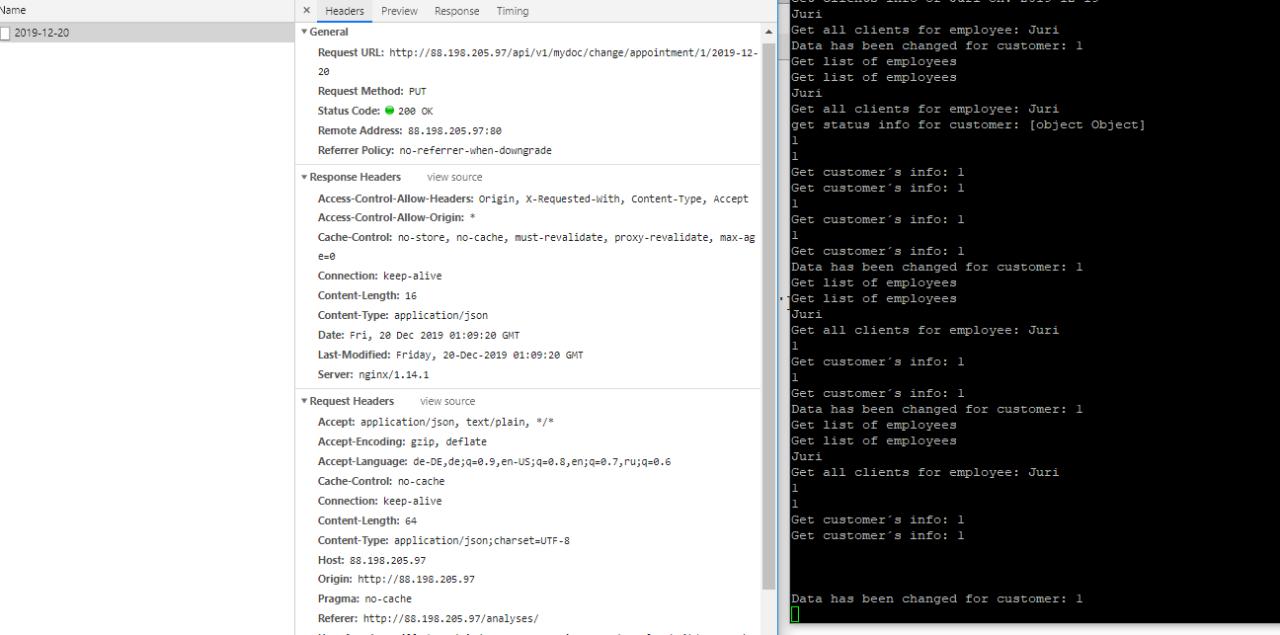 Name
2019-12-20
× Headers Preview Response Timing
General
Request URL: http://88.198.205.97/api/v1/mydoc/change/appointment/1/2019-12-
20
Request Method: PUT
Status Code: 200 OK
Remote Address: 88.198.205.97:80
Referrer Policy: no-referrer-when-downgrade
Response Headers view source
Access-Control-Allow-Headers: Origin, X-Requested-With, Content-Type, Accept
Access-Control-Allow-Origin: *
Cache-Control: no-store, no-cache, must-revalidate, proxy-revalidate, max-ag
e=0
Connection: keep-alive
Content-Length: 16
Content-Type: application/json
Date: Fri, 20 Dec 2019 01:09:20 GMT
Last-Modified: Friday, 20-Dec-2019 01:09:20 GMT
Server: nginx/1.14.1
Request Headers view source
Accept: application/json, text/plain, */*
Accept-Encoding: gzip, deflate
Accept-Language: de-DE,de;q=0.9,en-US;q=0.8,en;q=0.7,ru;q=0.6
Cache-Control: no-cache
Connection: keep-alive
Content-Length: 64
Content-Type: application/json;charset=UTF-8
Host: 88.198.205.97
Origin: http://88.198.205.97
Pragma: no-cache
Referer: http://88.198.205.97/analyses/
Juri
Get all clients for employee: Juri
Data has been changed for customer: 1
Get list of employees
Get list of employees
Juri
Get all clients for employee: Juri
get status info for customer: [object Object]
1
1
Get customer´s info: 1
Get customer´s info: 1
1
Get customer´s info: 1
1
Get customer´s info: 1
Data has been changed for customer: 1
Get list of employees
Get list of employees
Juri
Get all clients for employee: Juri
1
Get customer´s info: 1
1
Get customer´s info: 1
Data has been changed for customer: 1
Get list of employees
Get list of employees
Juri
Get all clients for employee: Juri
1
1
Get customer´s info: 1
Get customer´s info: 1
Data has been changed for customer: 1